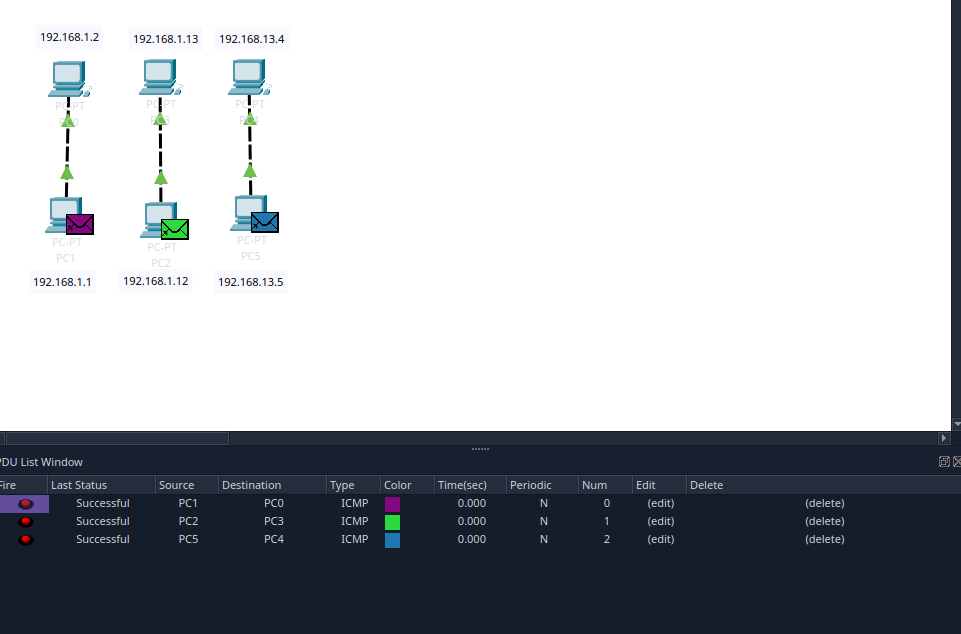 192.168.1.2 192.168.1.13 192.168.13.4
PC-PT PC-PT PC-PT
PC0 PC3 PC4
PC-PT PC-PT PC-PT
PC1 PC2 PC5
192.168.1.1 192.168.1.12 192.168.13.5
PDU List Window
Fire Last Status Source Destination Type Color Time(sec) Periodic Num Edit Delete
Successful PC1 PC0 ICMP 0.000 N 0 (edit) (delete)
Successful PC2 PC3 ICMP 0.000 N 1 (edit) (delete)
Successful PC5 PC4 ICMP 0.000 N 2 (edit) (delete)